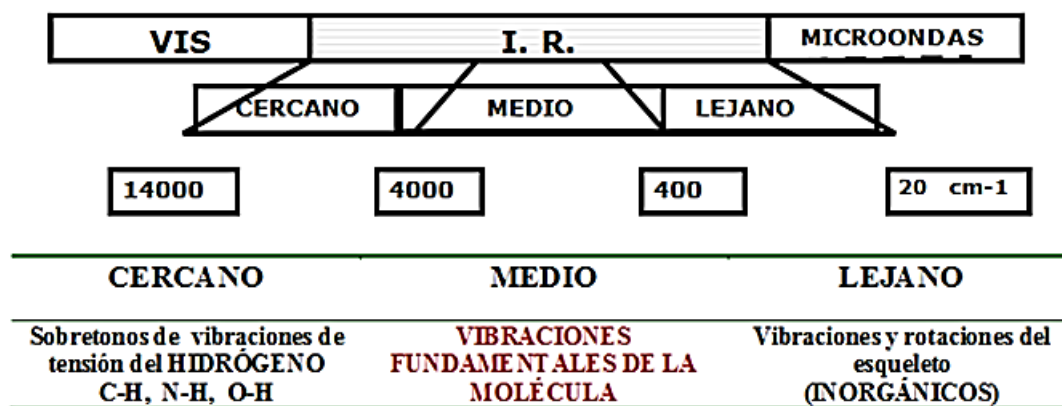 VIS I. R. MICROONDAS
CERCANO MEDIO LEJANO
14000 4000 400 20 cm-1
CERCANO MEDIO LEJANO
Sobretonos de vibraciones de VIBRACIONES Vibraciones y rotaciones del
tensión del HIDRÓGENO FUNDAMENTALES DE LA esqueleto
C-H, N-H, O-H MOLÉCULA (INORGÁNICOS)